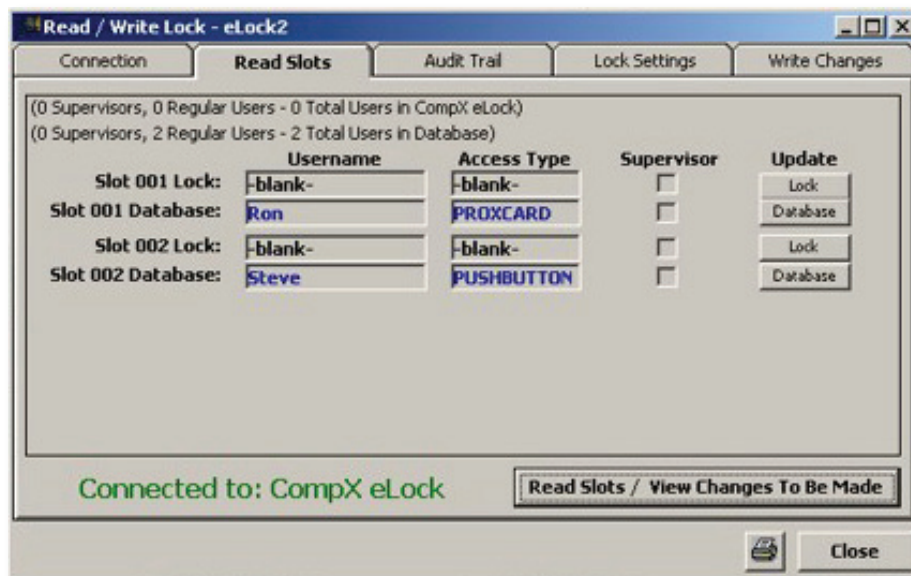 Read / Write Lock - eLock2
Connection Read Slots Audit Trail Lock Settings Write Changes
(0 Supervisors, 0 Regular Users - 0 Total Users in CompX eLock)
(0 Supervisors, 2 Regular Users - 2 Total Users in Database)
Username Access Type Supervisor Update
Slot 001 Lock: -blank- -blank- Lock
Slot 001 Database: Ron PROXCARD Database
Slot 002 Lock: -blank- -blank- Lock
Slot 002 Database: Steve PUSHBUTTON Database
Connected to: CompX eLock Read Slots / View Changes To Be Made
Close